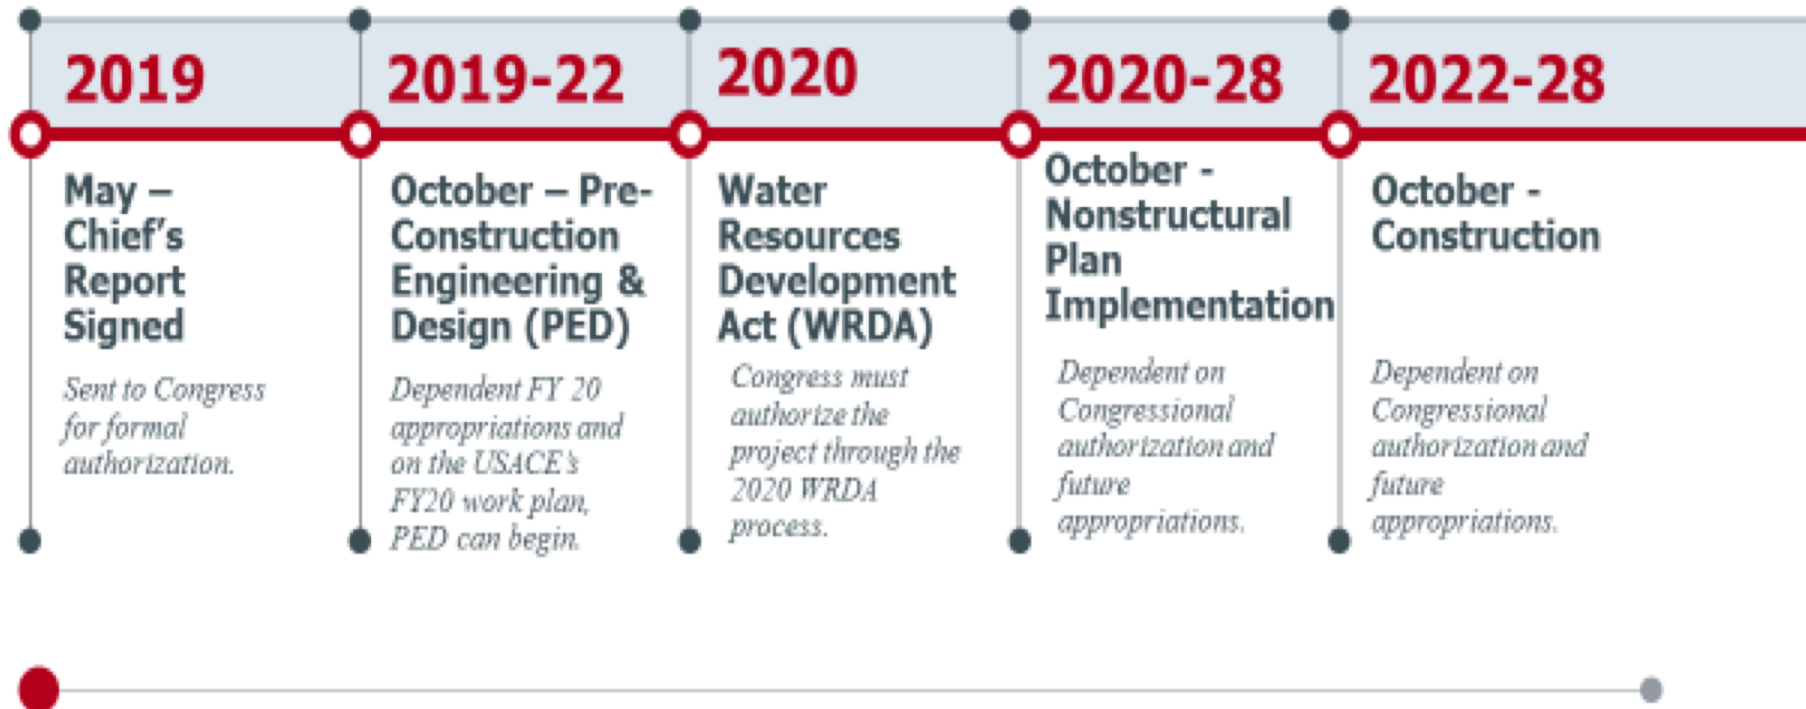 2019
May –
Chief's
Report
Signed
Sent to Congress
for formal
authorization.
2019-22
October – Pre-
Construction
Engineering &
Design (PED)
Dependent FY 20
appropriations and
on the USACE's
FY20 work plan,
PED can begin.
2020
Water
Resources
Development
Act (WRDA)
Congress must
authorize the
project through the
2020 WRDA
process.
2020-28
October -
Nonstructural
Plan
Implementation
Dependent on
Congressional
authorization and
future
appropriations.
2022-28
October -
Construction
Dependent on
Congressional
authorization and
future
appropriations.